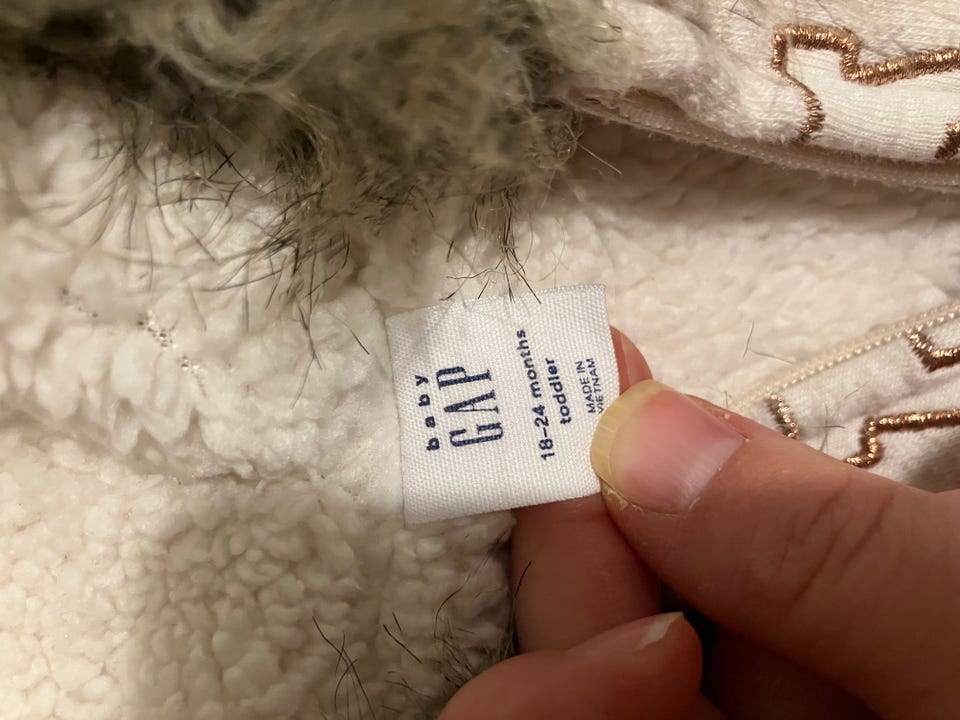 baby
GAP
18-24 months
toddler
MADE IN
VIETNAM